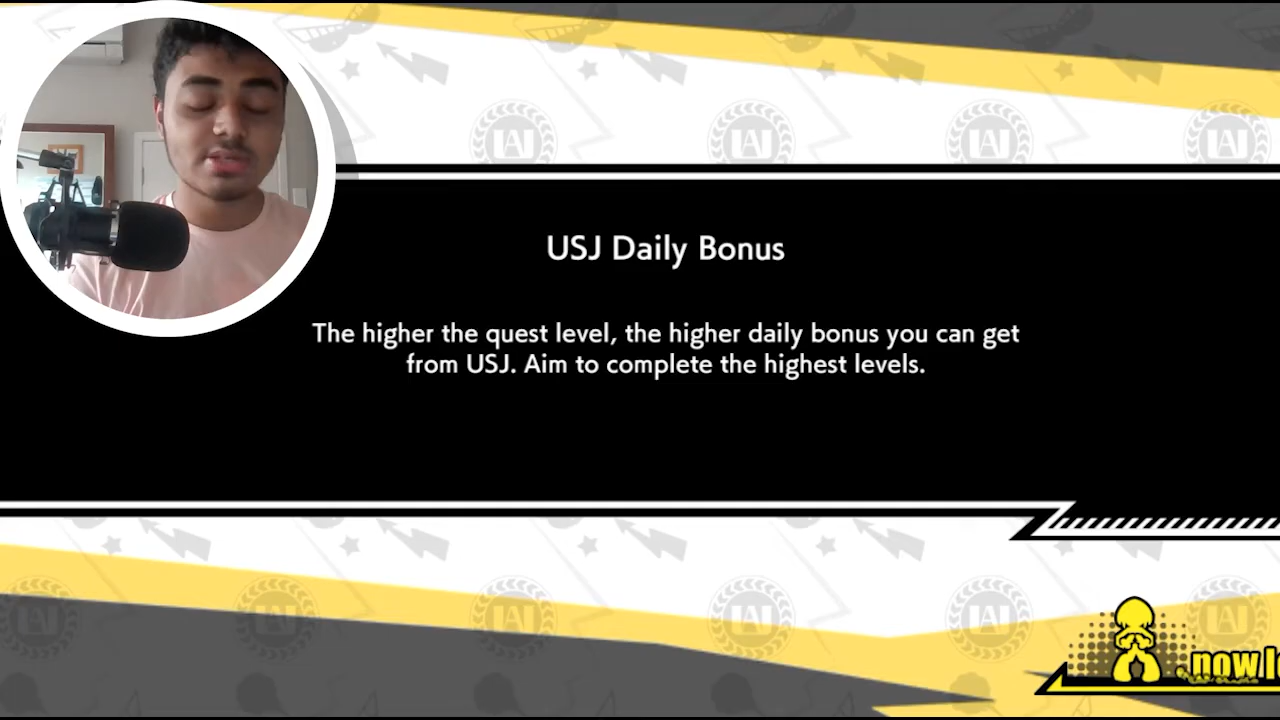 USJ Daily Bonus
The higher the quest level, the higher daily bonus you can get
from USJ. Aim to complete the highest levels.
now